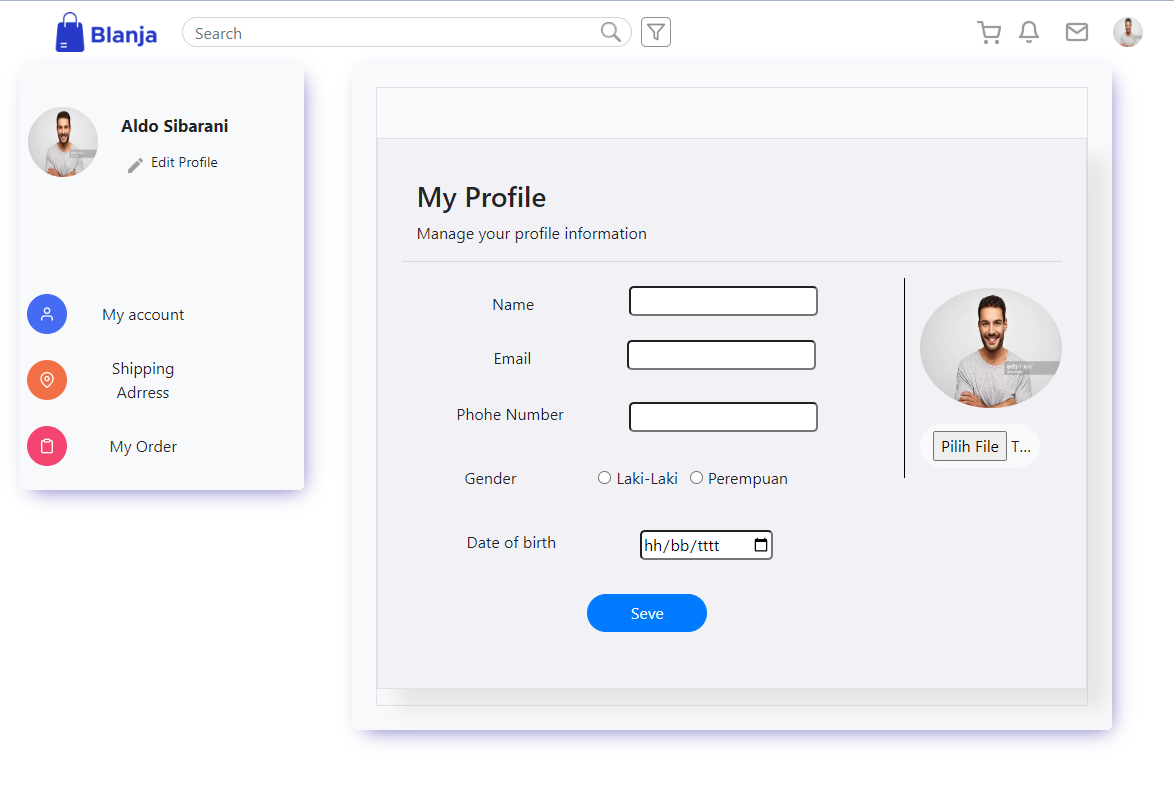 Blanja
Search
Aldo Sibarani
Edit Profile
My account
Shipping
Adrress
My Order
My Profile
Manage your profile information
Name
Email
Phohe Number
Gender
Laki-Laki
Perempuan
Date of birth
hh/bb/tttt
Seve
Pilih File T...